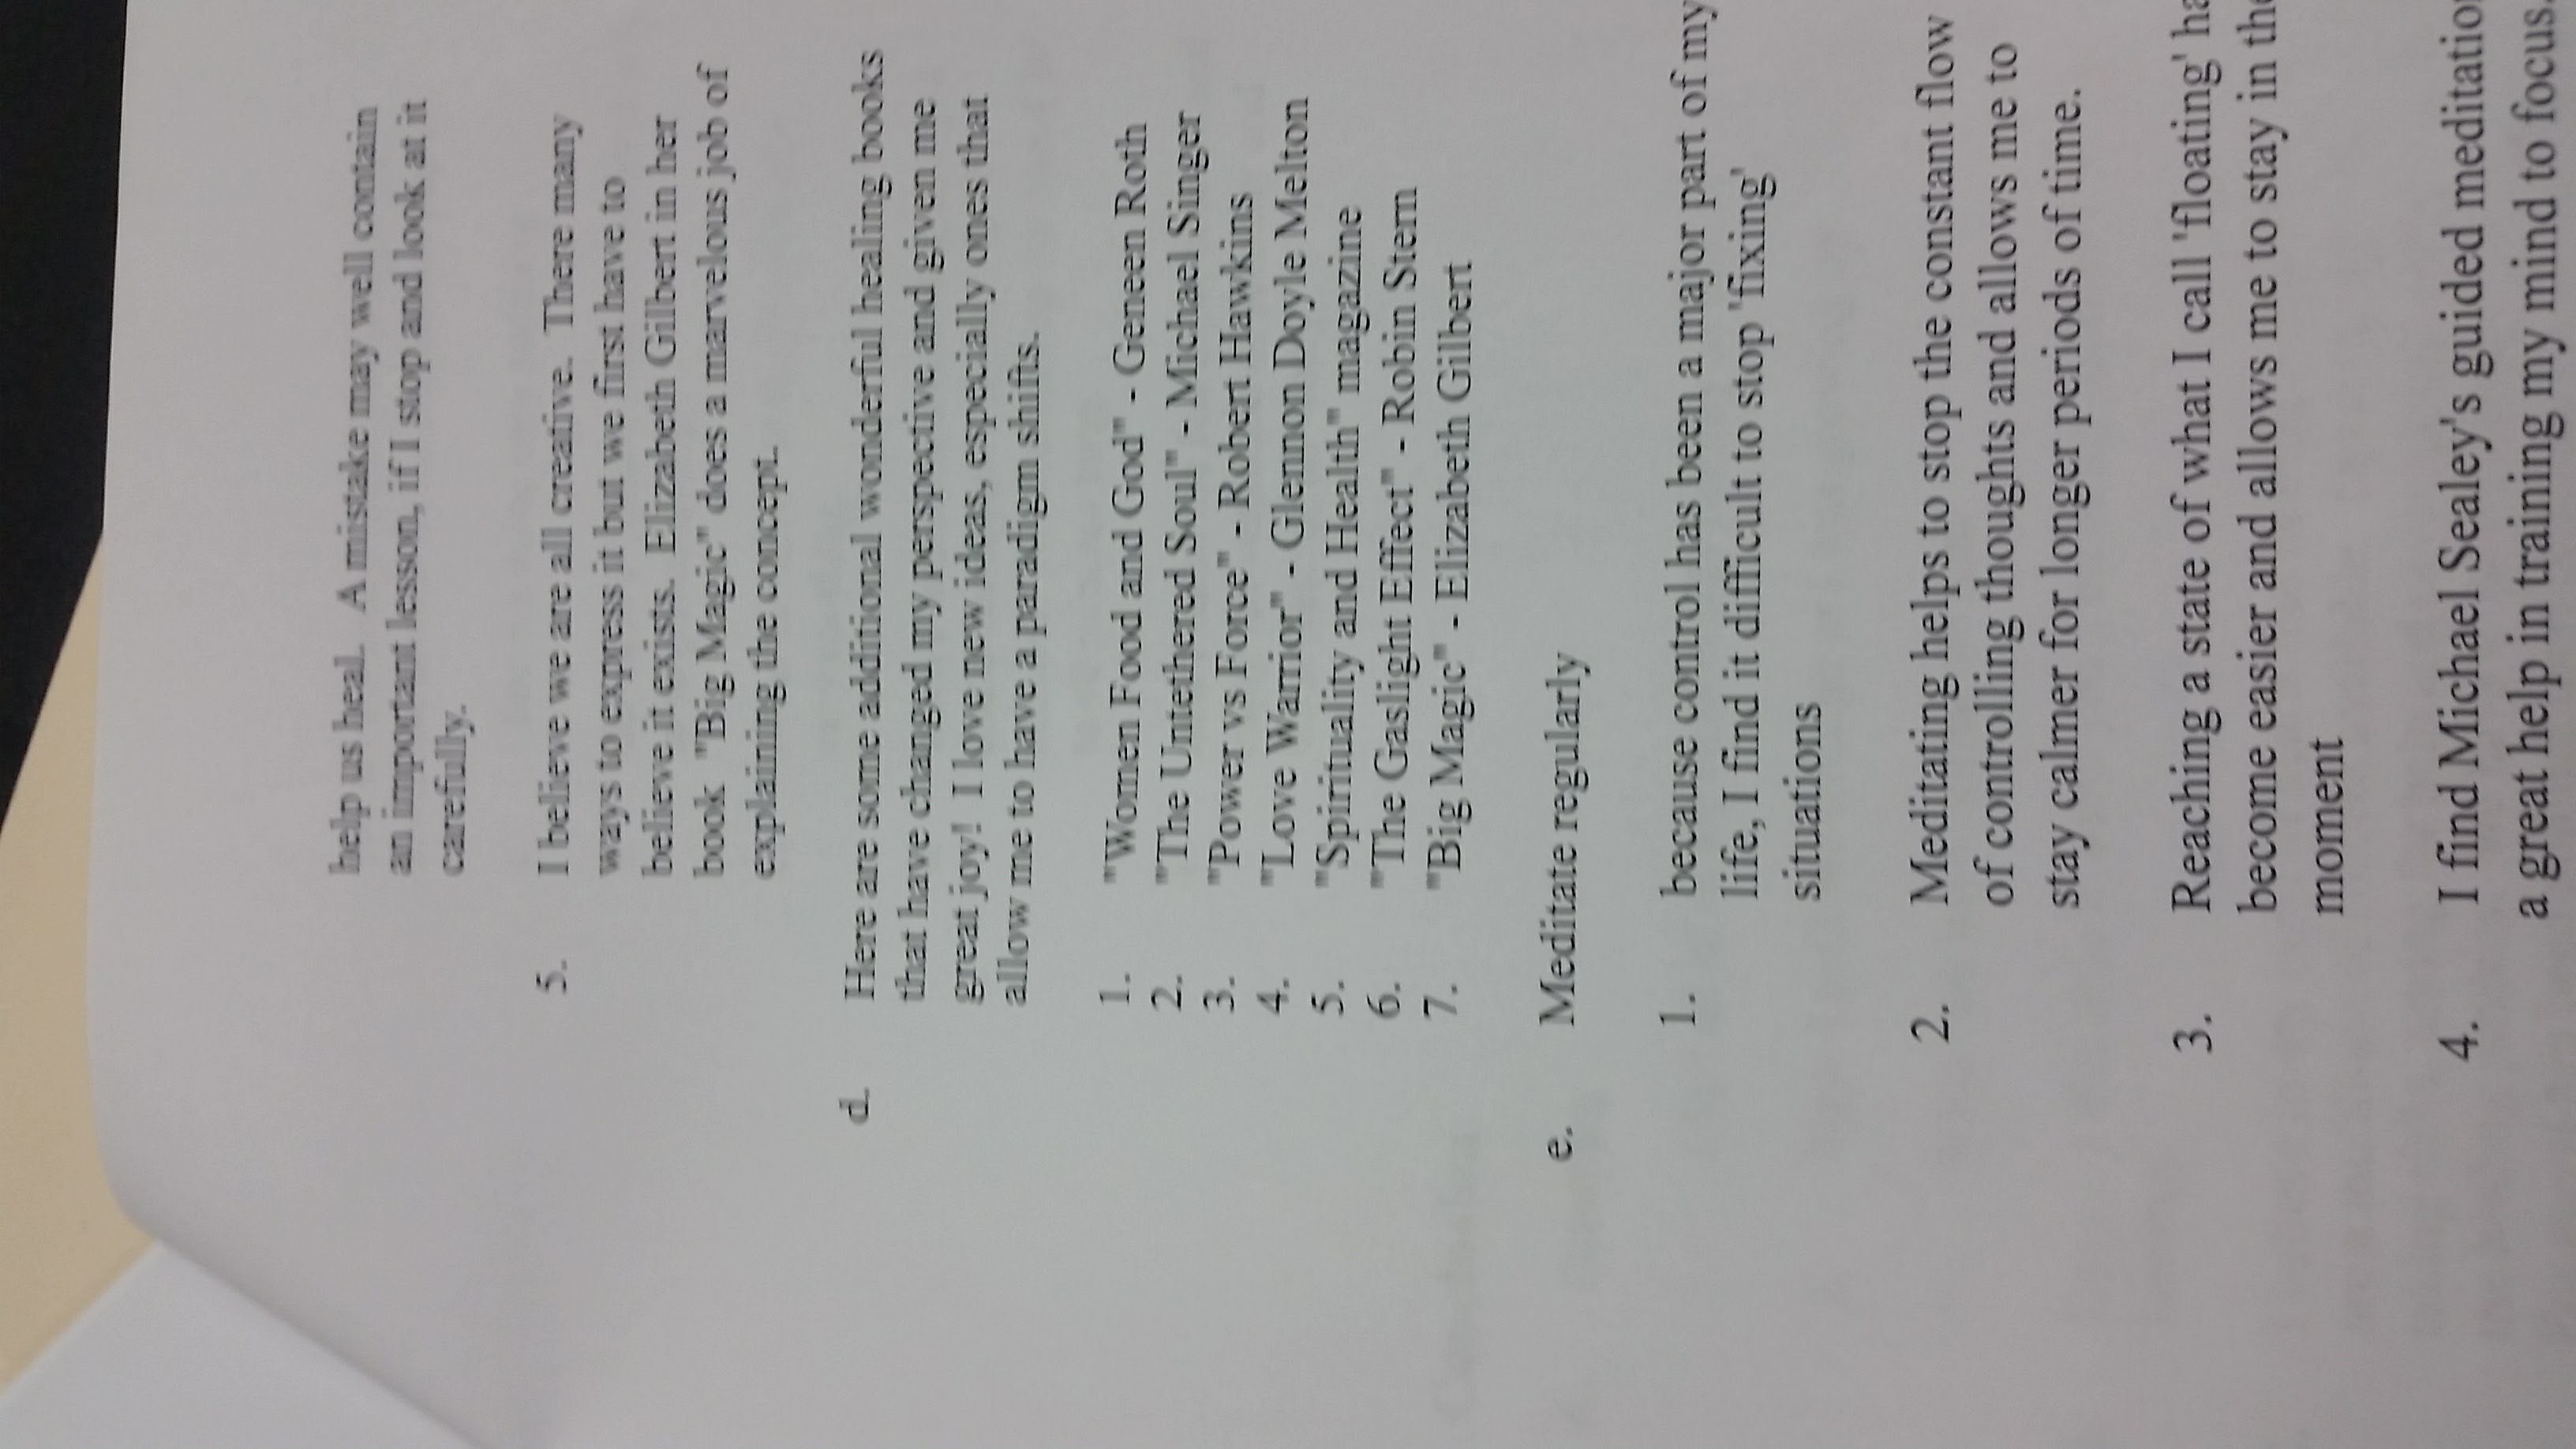 help us heal. A mistake may well contain
an important lesson, if I stop and look at it
carefully.
5. I believe we are all creative. There many
ways to express it but we first have to
believe it exists. Elizabeth Gilbert in her
book "Big Magic" does a marvelous job of
explaining the concept.
d. Here are some additional wonderful healing books
that have changed my perspective and given me
great joy! I love new ideas, especially ones that
allow me to have a paradigm shifts.
1. "Women Food and God" - Geneen Roth
2. "The Untethered Soul" - Michael Singer
3. "Power vs Force" - Robert Hawkins
4. "Love Warrior" - Glennon Doyle Melton
5. "Spirituality and Health" magazine
6. "The Gaslight Effect" - Robin Stern
7. "Big Magic" - Elizabeth Gilbert
e. Meditate regularly
1. because control has been a major part of my
life, I find it difficult to stop 'fixing'
situations
2. Meditating helps to stop the constant flow
of controlling thoughts and allows me to
stay calmer for longer periods of time.
3. Reaching a state of what I call 'floating' ha
become easier and allows me to stay in the
moment
4. I find Michael Sealey's guided meditatio
a great help in training my mind to focus.